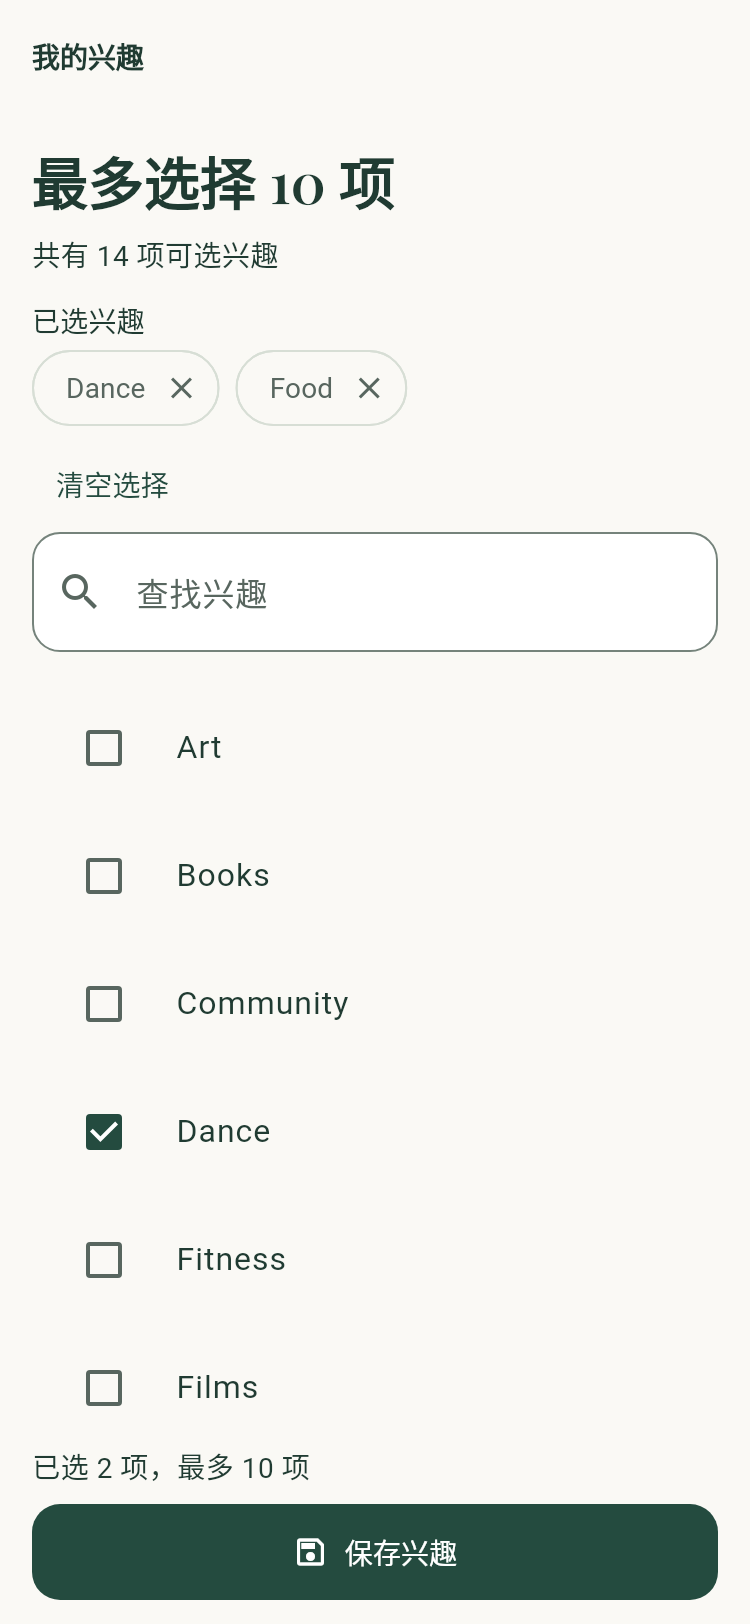 我的兴趣
最多选择 10 项
共有 14 项可选兴趣
已选兴趣
Dance
Food
清空选择
查找兴趣
Art
Books
Community
Dance
Fitness
Films
已选 2 项，最多 10 项
保存兴趣